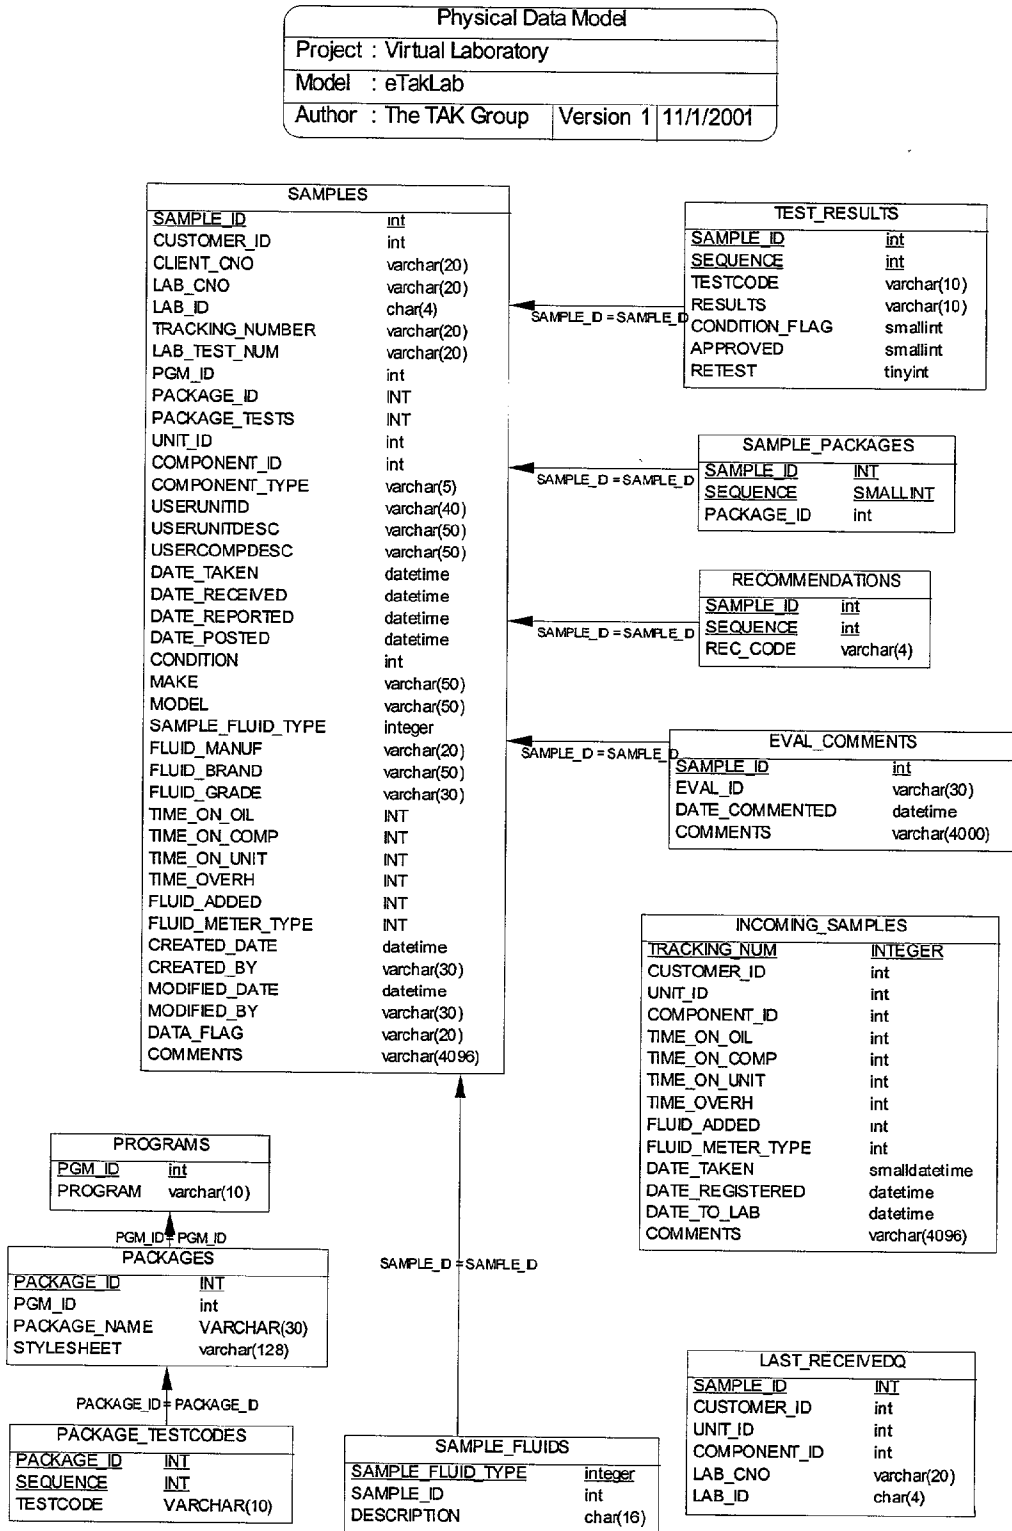 Physical Data Model
Project : Virtual Laboratory
Model : eTakLab
Author : The TAK Group Version 1 11/1/2001
SAMPLES
SAMPLE_ID int
CUSTOMER_ID int
CLIENT_CNO varchar(20)
LAB_CNO varchar(20)
LAB_ID char(4)
TRACKING_NUMBER varchar(20)
LAB_TEST_NUM varchar(20)
PGM_ID int
PACKAGE_ID INT
PACKAGE_TESTS INT
UNIT_ID int
COMPONENT_ID int
COMPONENT_TYPE varchar(5)
USERUNITID varchar(40)
USERUNITDESC varchar(50)
USERCOMPDESC varchar(50)
DATE_TAKEN datetime
DATE_RECEIVED datetime
DATE_REPORTED datetime
DATE_POSTED datetime
CONDITION int
MAKE varchar(50)
MODEL varchar(50)
SAMPLE_FLUID_TYPE integer
FLUID_MANUF varchar(20)
FLUID_BRAND varchar(50)
FLUID_GRADE varchar(30)
TIME_ON_OIL INT
TIME_ON_COMP INT
TIME_ON_UNIT INT
TIME_OVERH INT
FLUID_ADDED INT
FLUID_METER_TYPE INT
CREATED_DATE datetime
CREATED_BY varchar(30)
MODIFIED_DATE datetime
MODIFIED_BY varchar(30)
DATA_FLAG varchar(20)
COMMENTS varchar(4096)
TEST_RESULTS
SAMPLE_ID int
SEQUENCE int
TESTCODE varchar(10)
RESULTS varchar(10)
CONDITION_FLAG smallint
APPROVED smallint
RETEST tinyint
SAMPLE_ID = SAMPLE_ID
SAMPLE_PACKAGES
SAMPLE_ID INT
SEQUENCE SMALLINT
PACKAGE_ID int
SAMPLE_ID = SAMPLE_ID
RECOMMENDATIONS
SAMPLE_ID int
SEQUENCE int
REC_CODE varchar(4)
SAMPLE_ID = SAMPLE_ID
EVAL_COMMENTS
SAMPLE_ID int
EVAL_ID varchar(30)
DATE_COMMENTED datetime
COMMENTS varchar(4000)
SAMPLE_ID = SAMPLE_ID
INCOMING_SAMPLES
TRACKING_NUM INTEGER
CUSTOMER_ID int
UNIT_ID int
COMPONENT_ID int
TIME_ON_OIL int
TIME_ON_COMP int
TIME_ON_UNIT int
TIME_OVERH int
FLUID_ADDED int
FLUID_METER_TYPE int
DATE_TAKEN smalldatetime
DATE_REGISTERED datetime
DATE_TO_LAB datetime
COMMENTS varchar(4096)
PROGRAMS
PGM_ID int
PROGRAM varchar(10)
PGM_ID = PGM_ID
PACKAGES
PACKAGE_ID INT
PGM_ID int
PACKAGE_NAME VARCHAR(30)
STYLESHEET varchar(128)
PACKAGE_ID = PACKAGE_ID
PACKAGE_TESTCODES
PACKAGE_ID INT
SEQUENCE INT
TESTCODE VARCHAR(10)
SAMPLE_ID = SAMPLE_ID
SAMPLE_FLUIDS
SAMPLE_FLUID_TYPE integer
SAMPLE_ID int
DESCRIPTION char(16)
LAST_RECEIVEDQ
SAMPLE_ID INT
CUSTOMER_ID int
UNIT_ID int
COMPONENT_ID int
LAB_CNO varchar(20)
LAB_ID char(4)